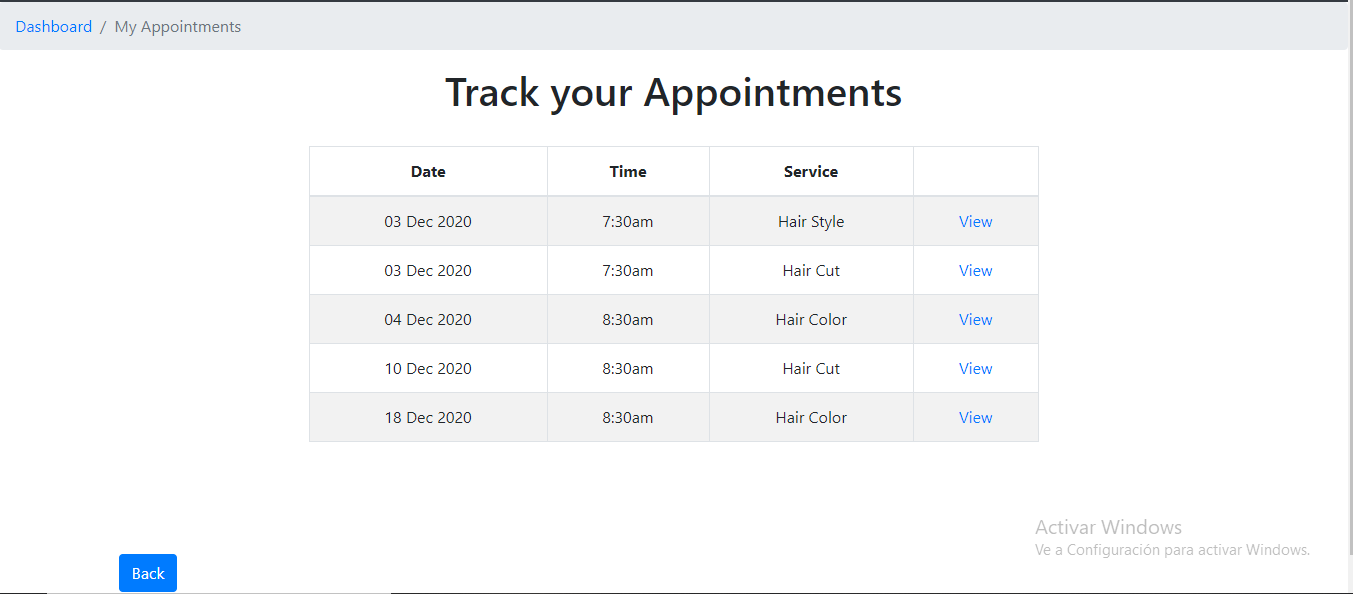 Dashboard / My Appointments
Track your Appointments
Date Time Service
03 Dec 2020 7:30am Hair Style View
03 Dec 2020 7:30am Hair Cut View
04 Dec 2020 8:30am Hair Color View
10 Dec 2020 8:30am Hair Cut View
18 Dec 2020 8:30am Hair Color View
Activar Windows
Ve a Configuración para activar Windows.
Back